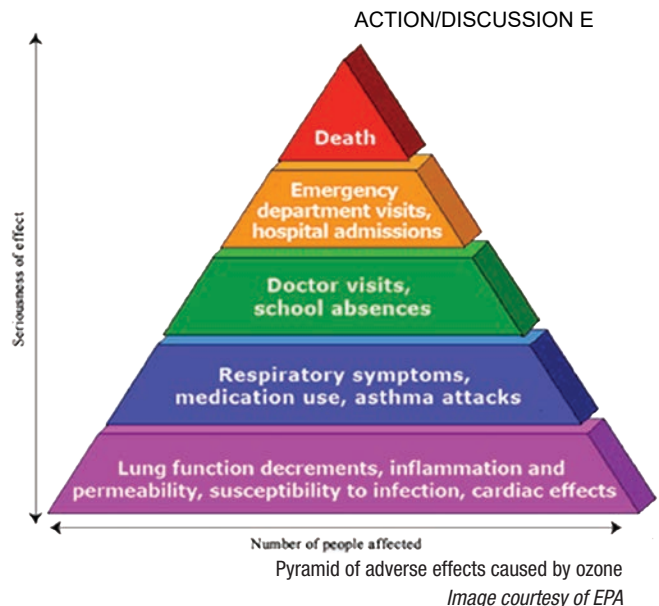 ACTION/DISCUSSION E
Seriousness of effect
Death
Emergency
department visits,
hospital admissions
Doctor visits,
school absences
Respiratory symptoms,
medication use, asthma attacks
Lung function decrements, inflammation and
permeability, susceptibility to infection, cardiac effects
Number of people affected
Pyramid of adverse effects caused by ozone
Image courtesy of EPA